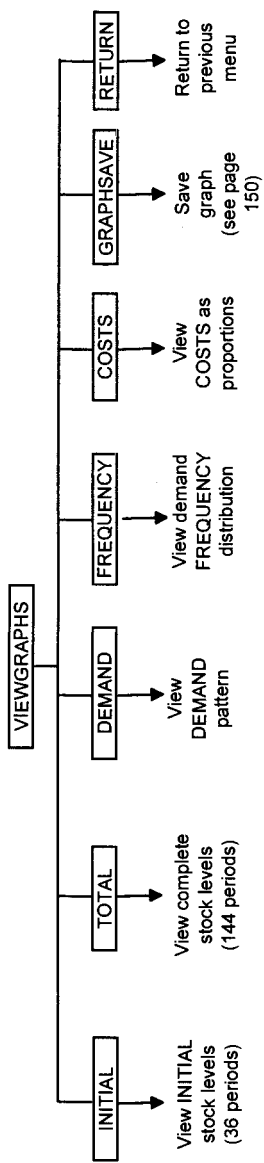 VIEWGRAPHS
INITIAL
TOTAL
DEMAND
FREQUENCY
COSTS
GRAPHSAVE
RETURN
View INITIAL
stock levels
(36 periods)
View complete
stock levels
(144 periods)
View
DEMAND
pattern
View demand
FREQUENCY
distribution
View
COSTS as
proportions
Save
graph
(see page
150)
Return to
previous
menu